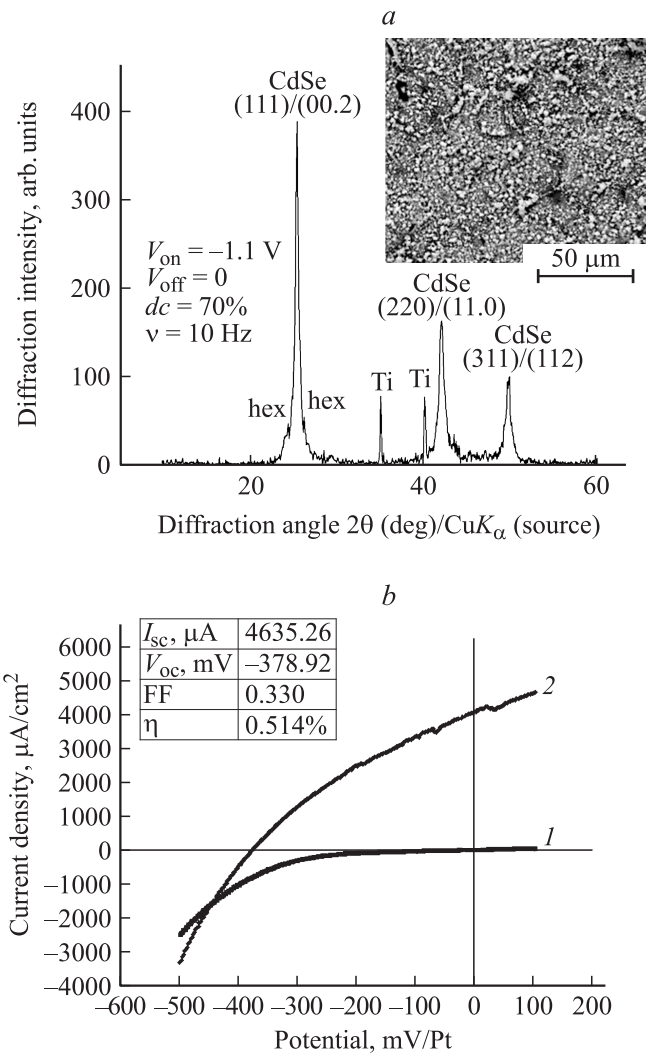 a
CdSe
(111)/(00.2)
400
300
200
100
0
Diffraction intensity, arb. units
V_on = –1.1 V
V_off = 0
dc = 70%
ν = 10 Hz
50 μm
CdSe
(220)/(11.0)
CdSe
(311)/(112)
hex
hex
Ti
Ti
20
40
60
Diffraction angle 2θ (deg)/CuK_α (source)
b
I_sc, μA 4635.26
V_oc, mV –378.92
FF 0.330
η 0.514%
6000
5000
4000
3000
2000
1000
0
–1000
–2000
–3000
–4000
Current density, μA/cm²
2
1
–600 –500 –400 –300 –200 –100 0 100 200
Potential, mV/Pt